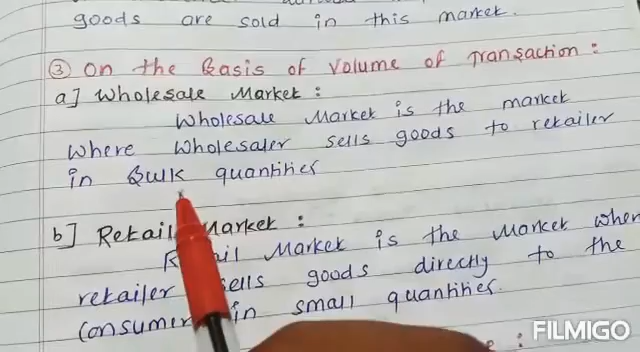 goods are sold in this market.
③ On the Basis of Volume of Transaction :
a] Wholesale Market :
Wholesale Market is the market
where wholesaler sells goods to retailer
in Bulk quantities
b] Retail Market :
Retail Market is the Market where
retailer sells goods directly to the
Consumer in small quantities.
FILMIGO